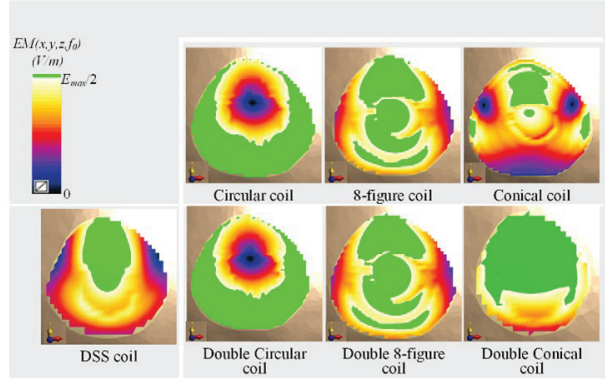 EM(x,y,z,f₀)
(V/m)
Emax/2
0
Circular coil
8-figure coil
Conical coil
DSS coil
Double Circular
coil
Double 8-figure
coil
Double Conical
coil